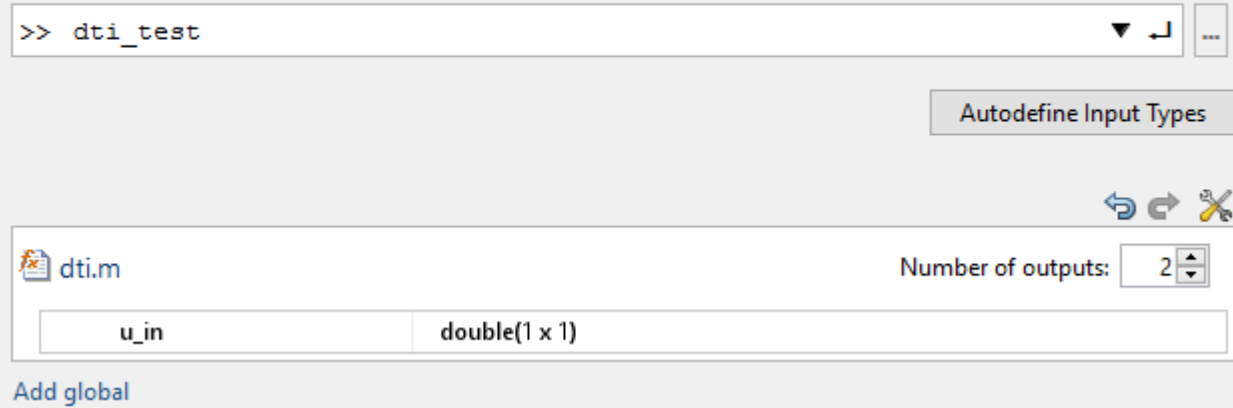 >> dti_test ...
Autodefine Input Types
dti.m Number of outputs: 2
u_in double(1 x 1)
Add global